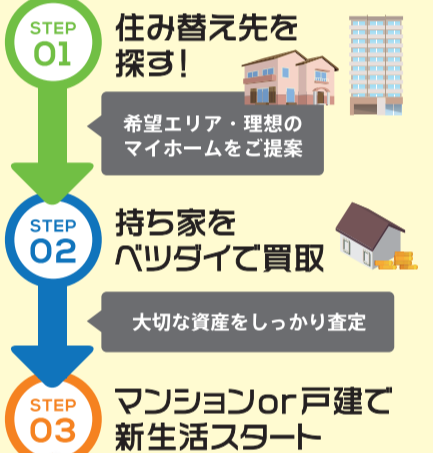 STEP
01
住み替え先を
探す!
希望エリア・理想の
マイホームをご提案
STEP
02
持ち家を
ベツダイで買取
大切な資産をしっかり査定
STEP
03
マンションor戸建で
新生活スタート